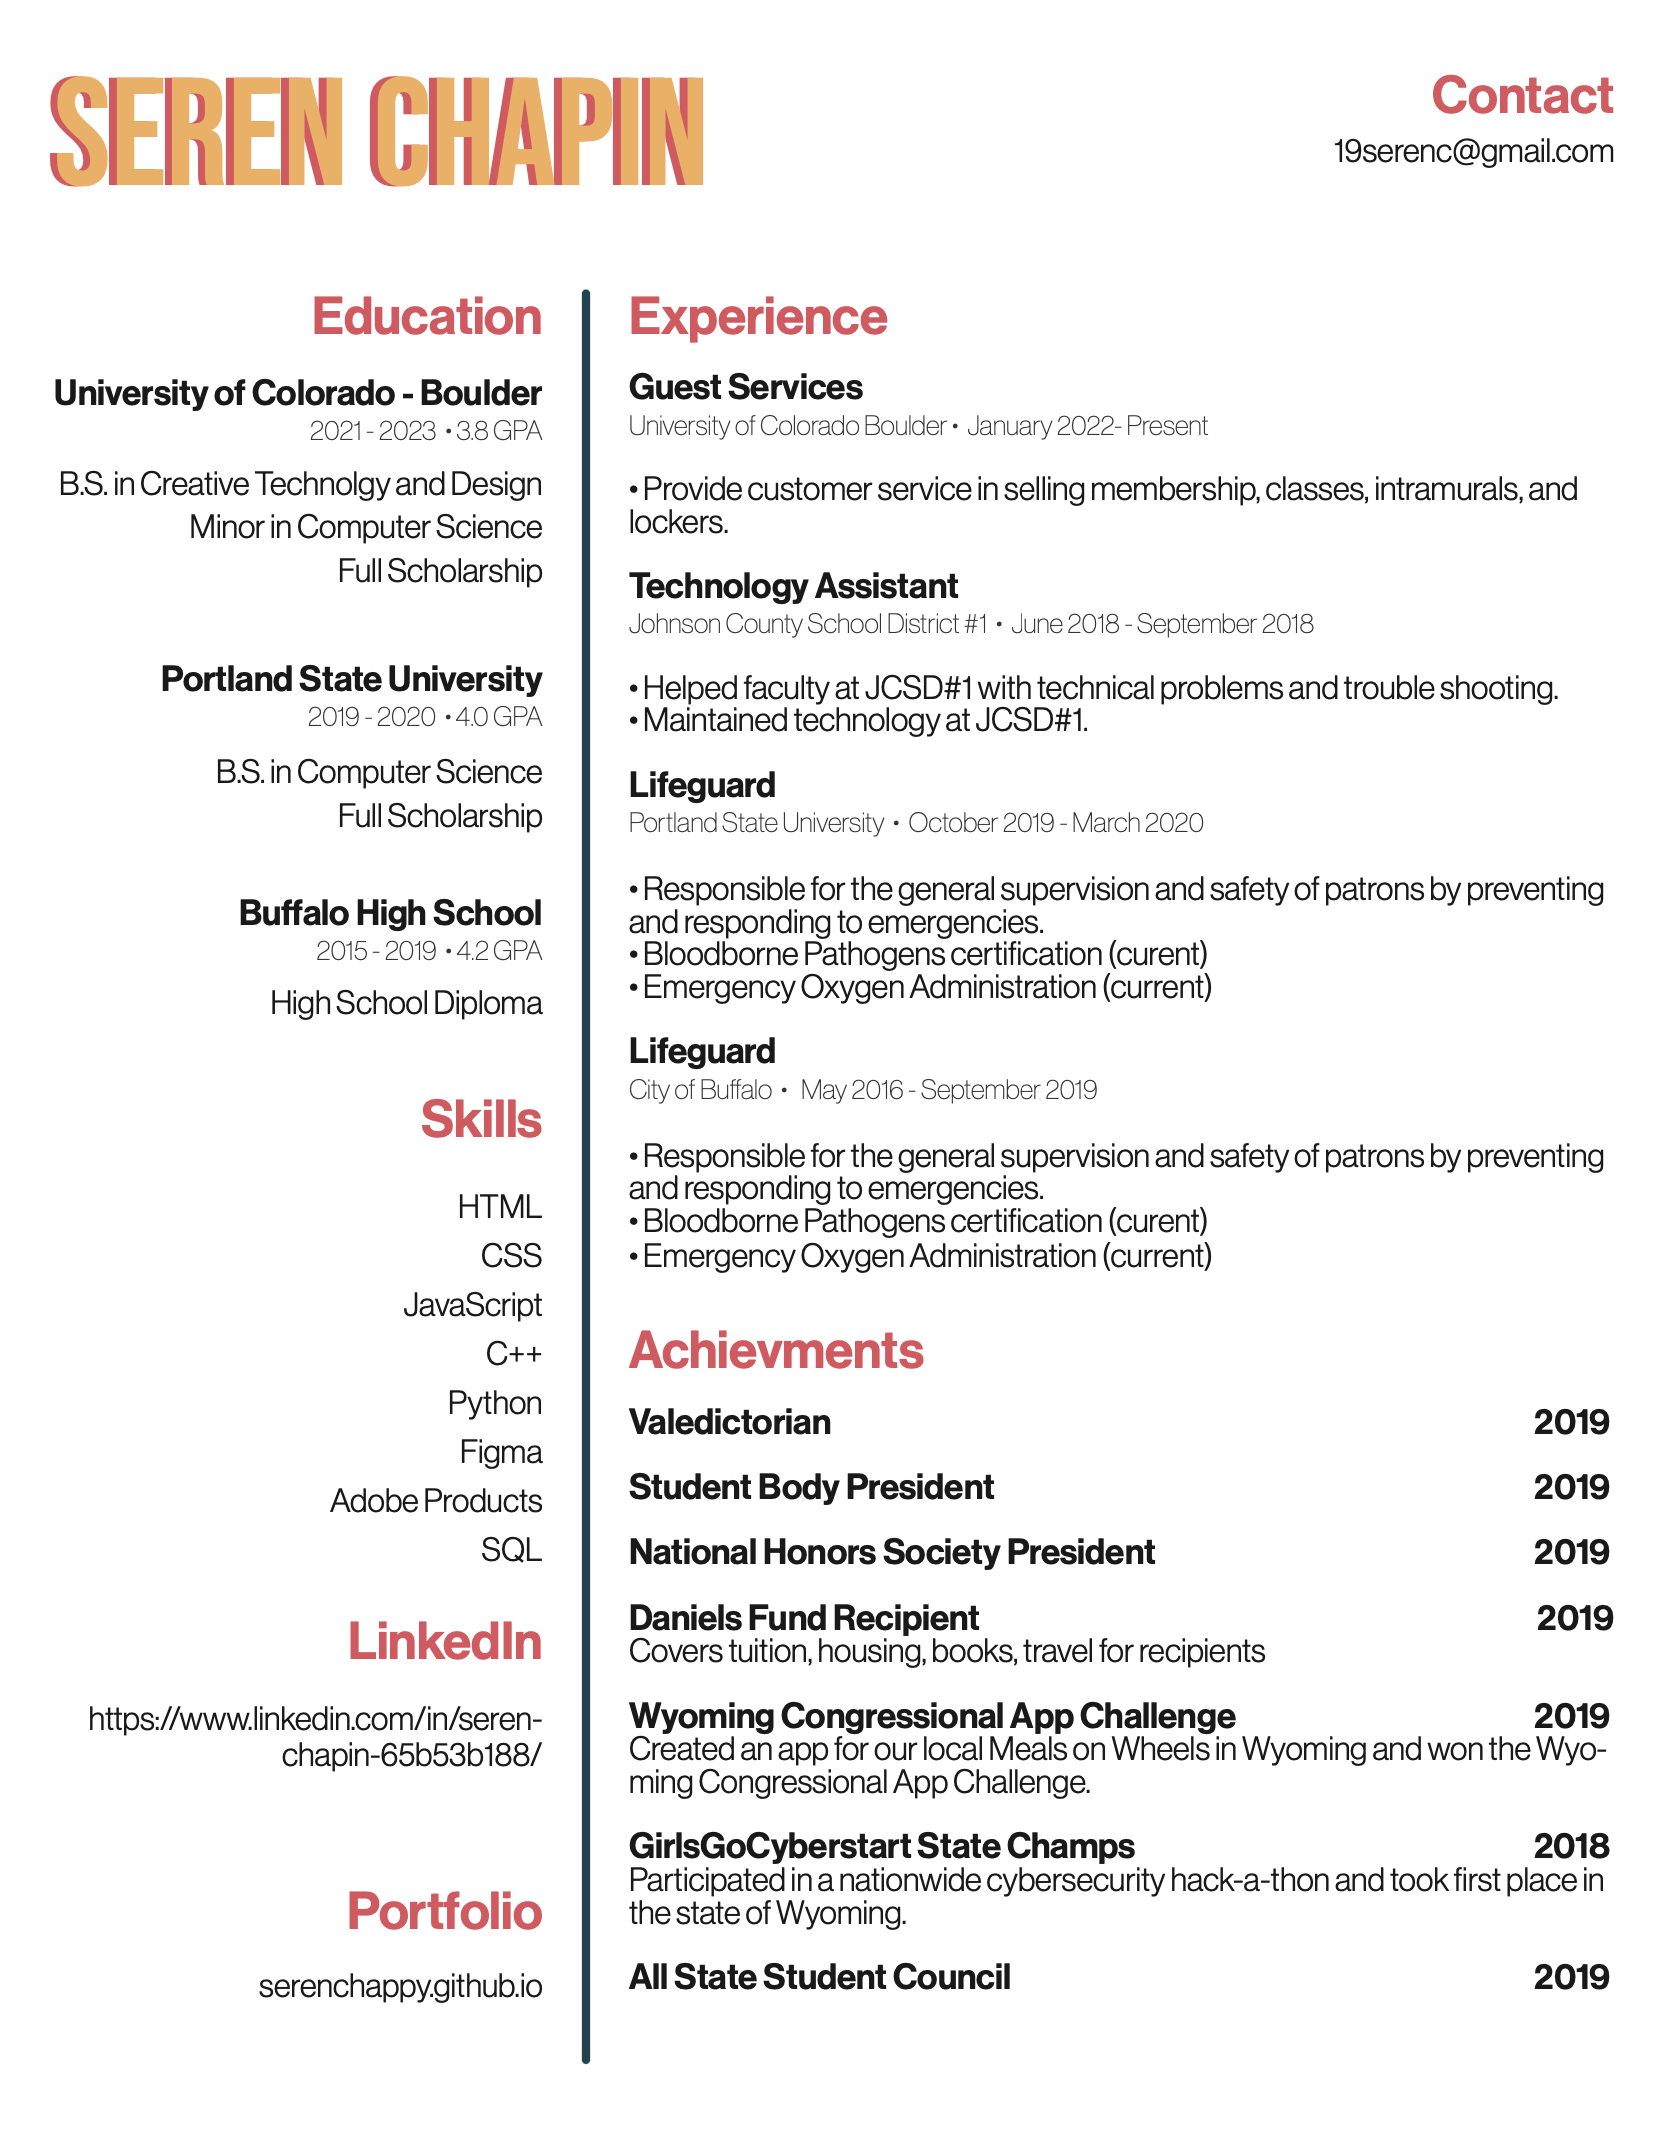 SEREN CHAPIN
Contact
19serenc@gmail.com
Education
University of Colorado - Boulder
2021 - 2023 • 3.8 GPA
B.S. in Creative Technolgy and Design
Minor in Computer Science
Full Scholarship
Portland State University
2019 - 2020 • 4.0 GPA
B.S. in Computer Science
Full Scholarship
Buffalo High School
2015 - 2019 • 4.2 GPA
High School Diploma
Skills
HTML
CSS
JavaScript
C++
Python
Figma
Adobe Products
SQL
LinkedIn
https://www.linkedin.com/in/seren-
chapin-65b53b188/
Portfolio
serenchappy.github.io
Experience
Guest Services
University of Colorado Boulder • January 2022- Present
• Provide customer service in selling membership, classes, intramurals, and
lockers.
Technology Assistant
Johnson County School District #1 • June 2018 - September 2018
• Helped faculty at JCSD#1 with technical problems and trouble shooting.
• Maintained technology at JCSD#1.
Lifeguard
Portland State University • October 2019 - March 2020
• Responsible for the general supervision and safety of patrons by preventing
and responding to emergencies.
• Bloodborne Pathogens certification (curent)
• Emergency Oxygen Administration (current)
Lifeguard
City of Buffalo • May 2016 - September 2019
• Responsible for the general supervision and safety of patrons by preventing
and responding to emergencies.
• Bloodborne Pathogens certification (curent)
• Emergency Oxygen Administration (current)
Achievments
Valedictorian 2019
Student Body President 2019
National Honors Society President 2019
Daniels Fund Recipient 2019
Covers tuition, housing, books, travel for recipients
Wyoming Congressional App Challenge 2019
Created an app for our local Meals on Wheels in Wyoming and won the Wyo-
ming Congressional App Challenge.
GirlsGoCyberstart State Champs 2018
Participated in a nationwide cybersecurity hack-a-thon and took first place in
the state of Wyoming.
All State Student Council 2019